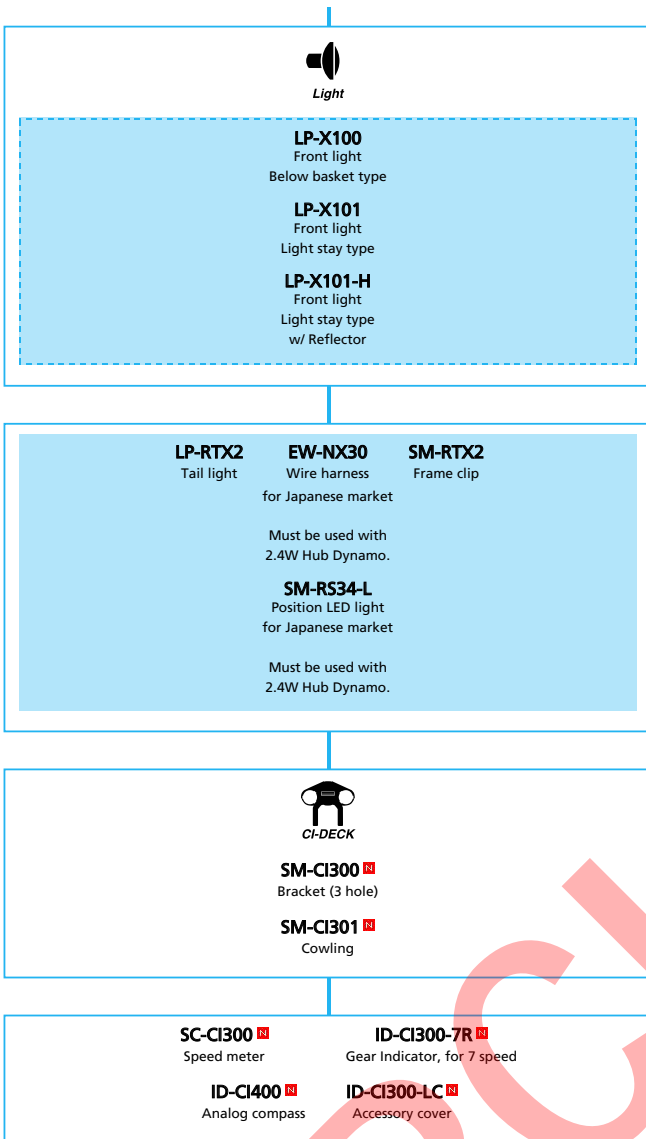 Light
LP-X100
Front light
Below basket type
LP-X101
Front light
Light stay type
LP-X101-H
Front light
Light stay type
w/ Reflector
LP-RTX2 EW-NX30 SM-RTX2
Tail light Wire harness Frame clip
for Japanese market
Must be used with
2.4W Hub Dynamo.
SM-RS34-L
Position LED light
for Japanese market
Must be used with
2.4W Hub Dynamo.
CI-DECK
SM-CI300 N
Bracket (3 hole)
SM-CI301 N
Cowling
SC-CI300 N ID-CI300-7R N
Speed meter Gear Indicator, for 7 speed
ID-CI400 N ID-CI300-LC N
Analog compass Accessory cover